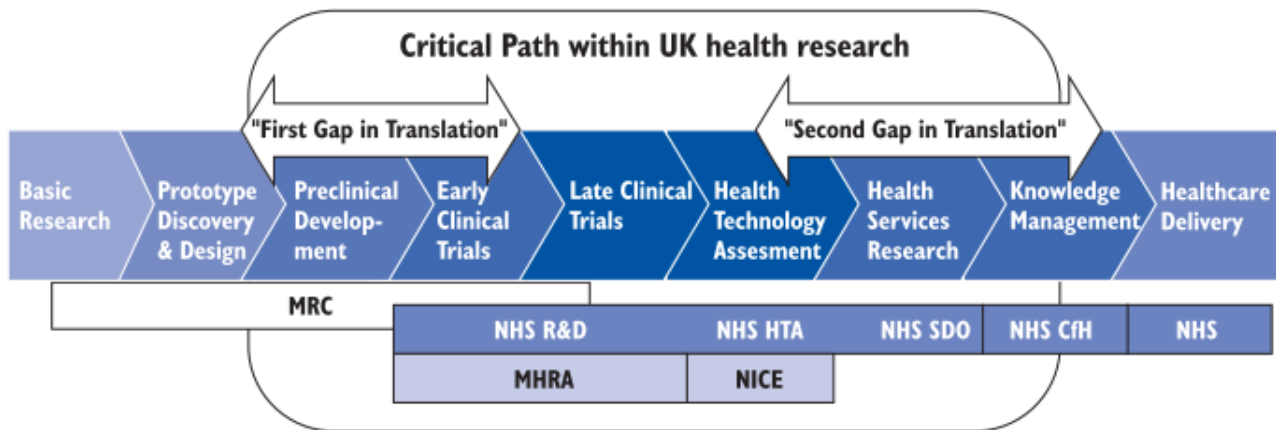 Critical Path within UK health research
"First Gap in Translation"
"Second Gap in Translation"
Basic
Research
Prototype
Discovery
& Design
Preclinical
Develop-
ment
Early
Clinical
Trials
Late Clinical
Trials
Health
Technology
Assesment
Health
Services
Research
Knowledge
Management
Healthcare
Delivery
MRC
NHS R&D
NHS HTA
NHS SDO
NHS CfH
NHS
MHRA
NICE